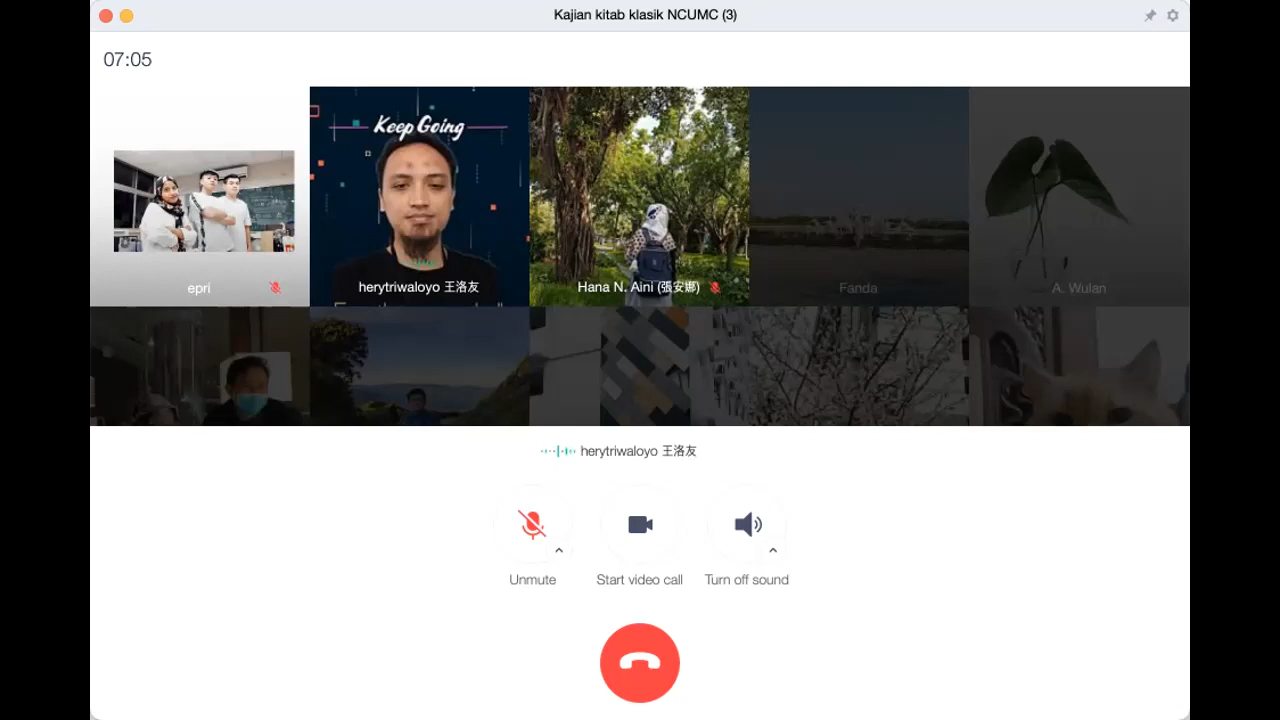 Kajian kitab klasik NCUMC (3)
07:05
Keep Going
epri
herytriwaloyo 王洛友
Hana N. Aini (張安娜)
Fanda
A. Wulan
herytriwaloyo 王洛友
Unmute
Start video call
Turn off sound